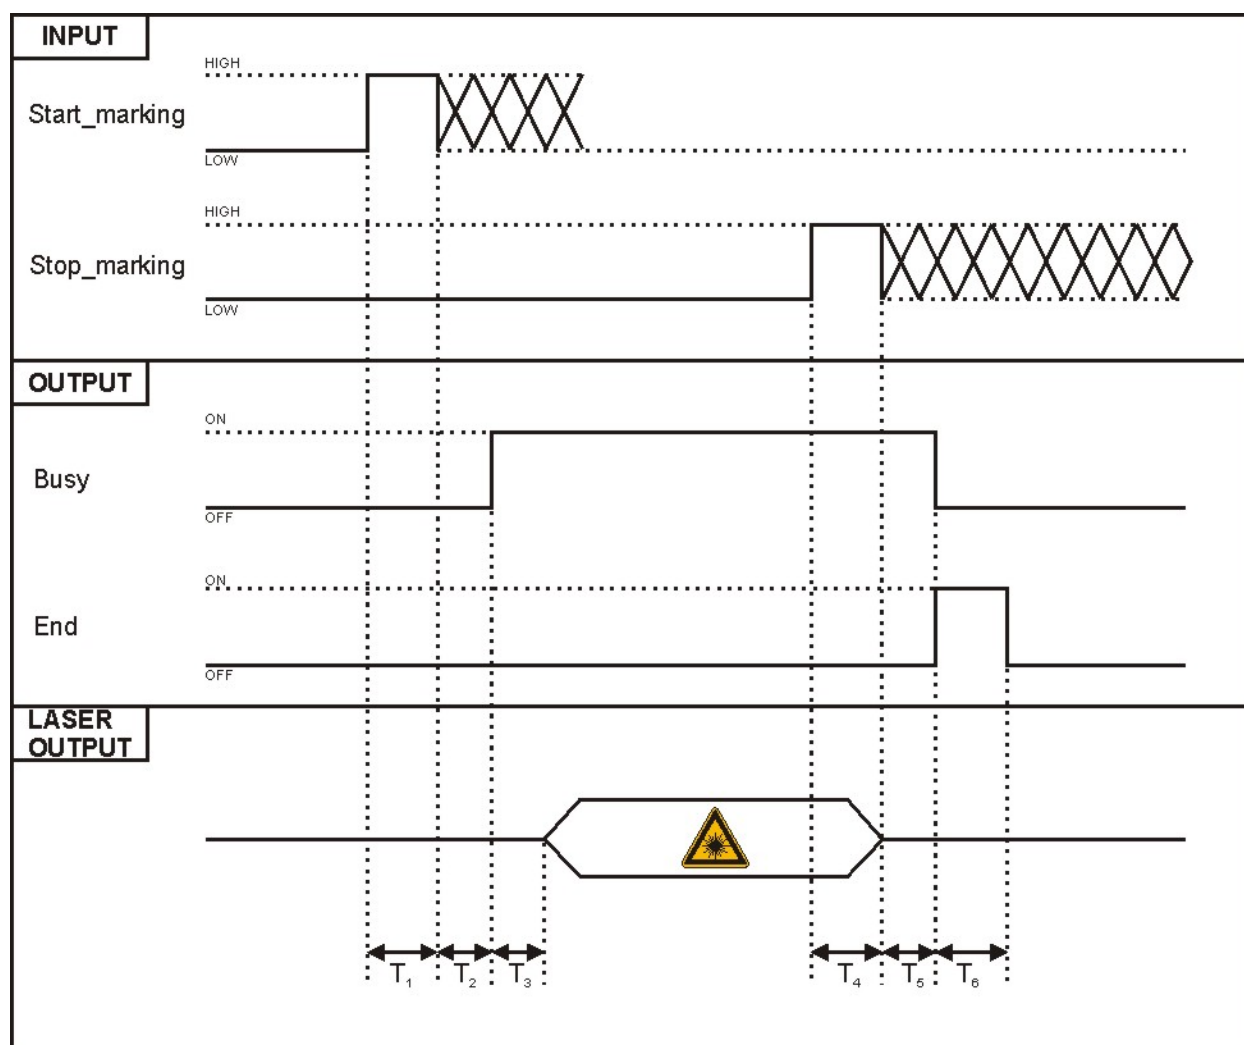 INPUT
HIGH
Start_marking
LOW
HIGH
Stop_marking
LOW
OUTPUT
ON
Busy
OFF
ON
End
OFF
LASER
OUTPUT
T1 T2 T3 T4 T5 T6